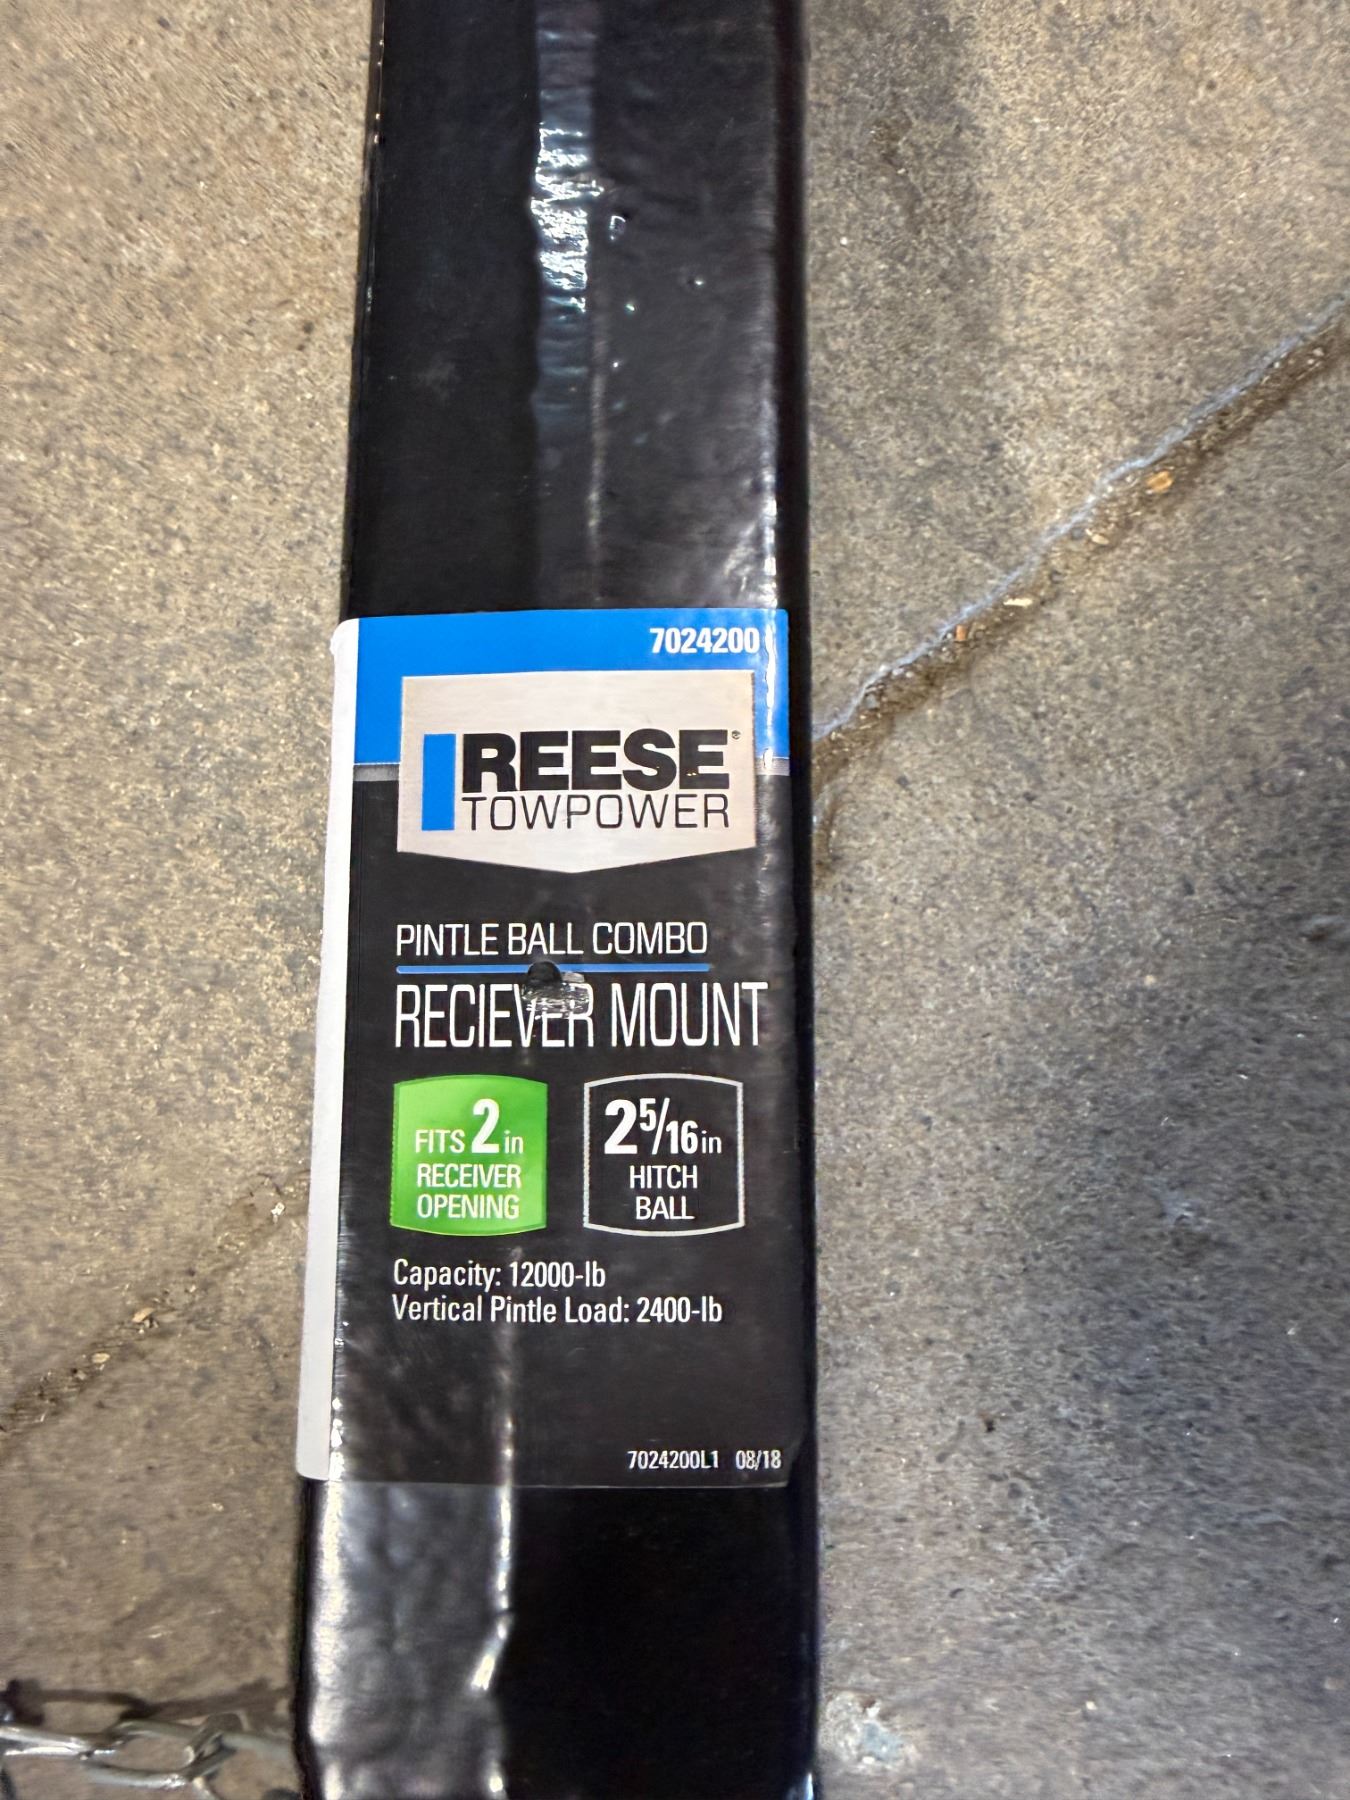 7024200
REESE®
TOWPOWER
PINTLE BALL COMBO
RECIEVER MOUNT
FITS 2 in
RECEIVER
OPENING
2 5/16 in
HITCH
BALL
Capacity: 12000-lb
Vertical Pintle Load: 2400-lb
7024200L1 08/18